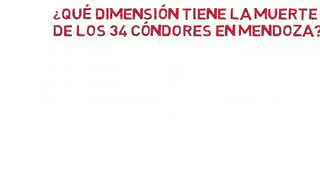 ¿QUÉ DIMENSIÓN TIENE LA MUERTE
DE LOS 34 CÓNDORES EN MENDOZA?